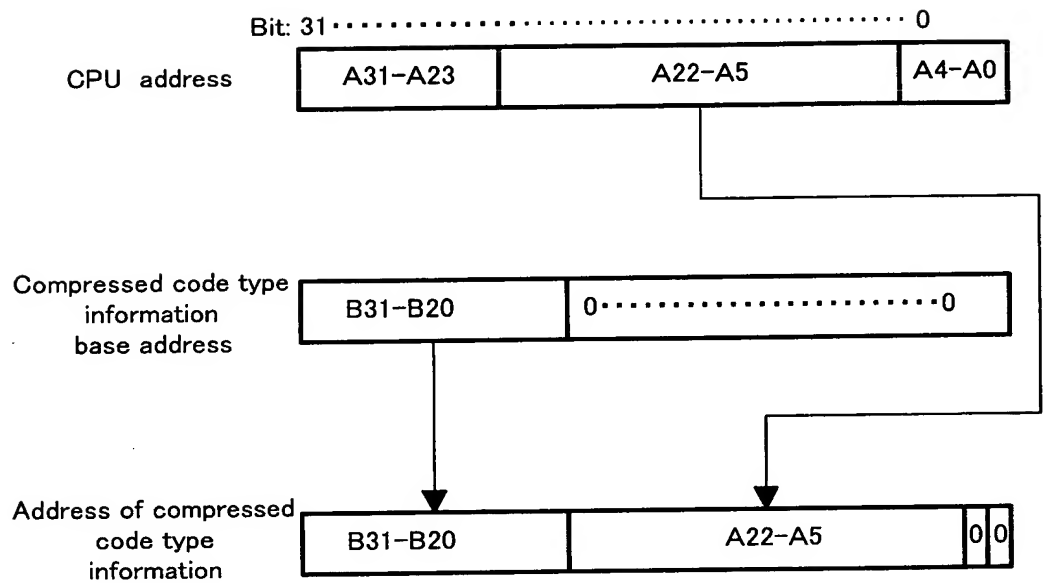 Bit: 31 ········································ 0
CPU address
A31-A23 A22-A5 A4-A0
Compressed code type
information
base address
B31-B20 0························0
Address of compressed
code type
information
B31-B20 A22-A5 0 0